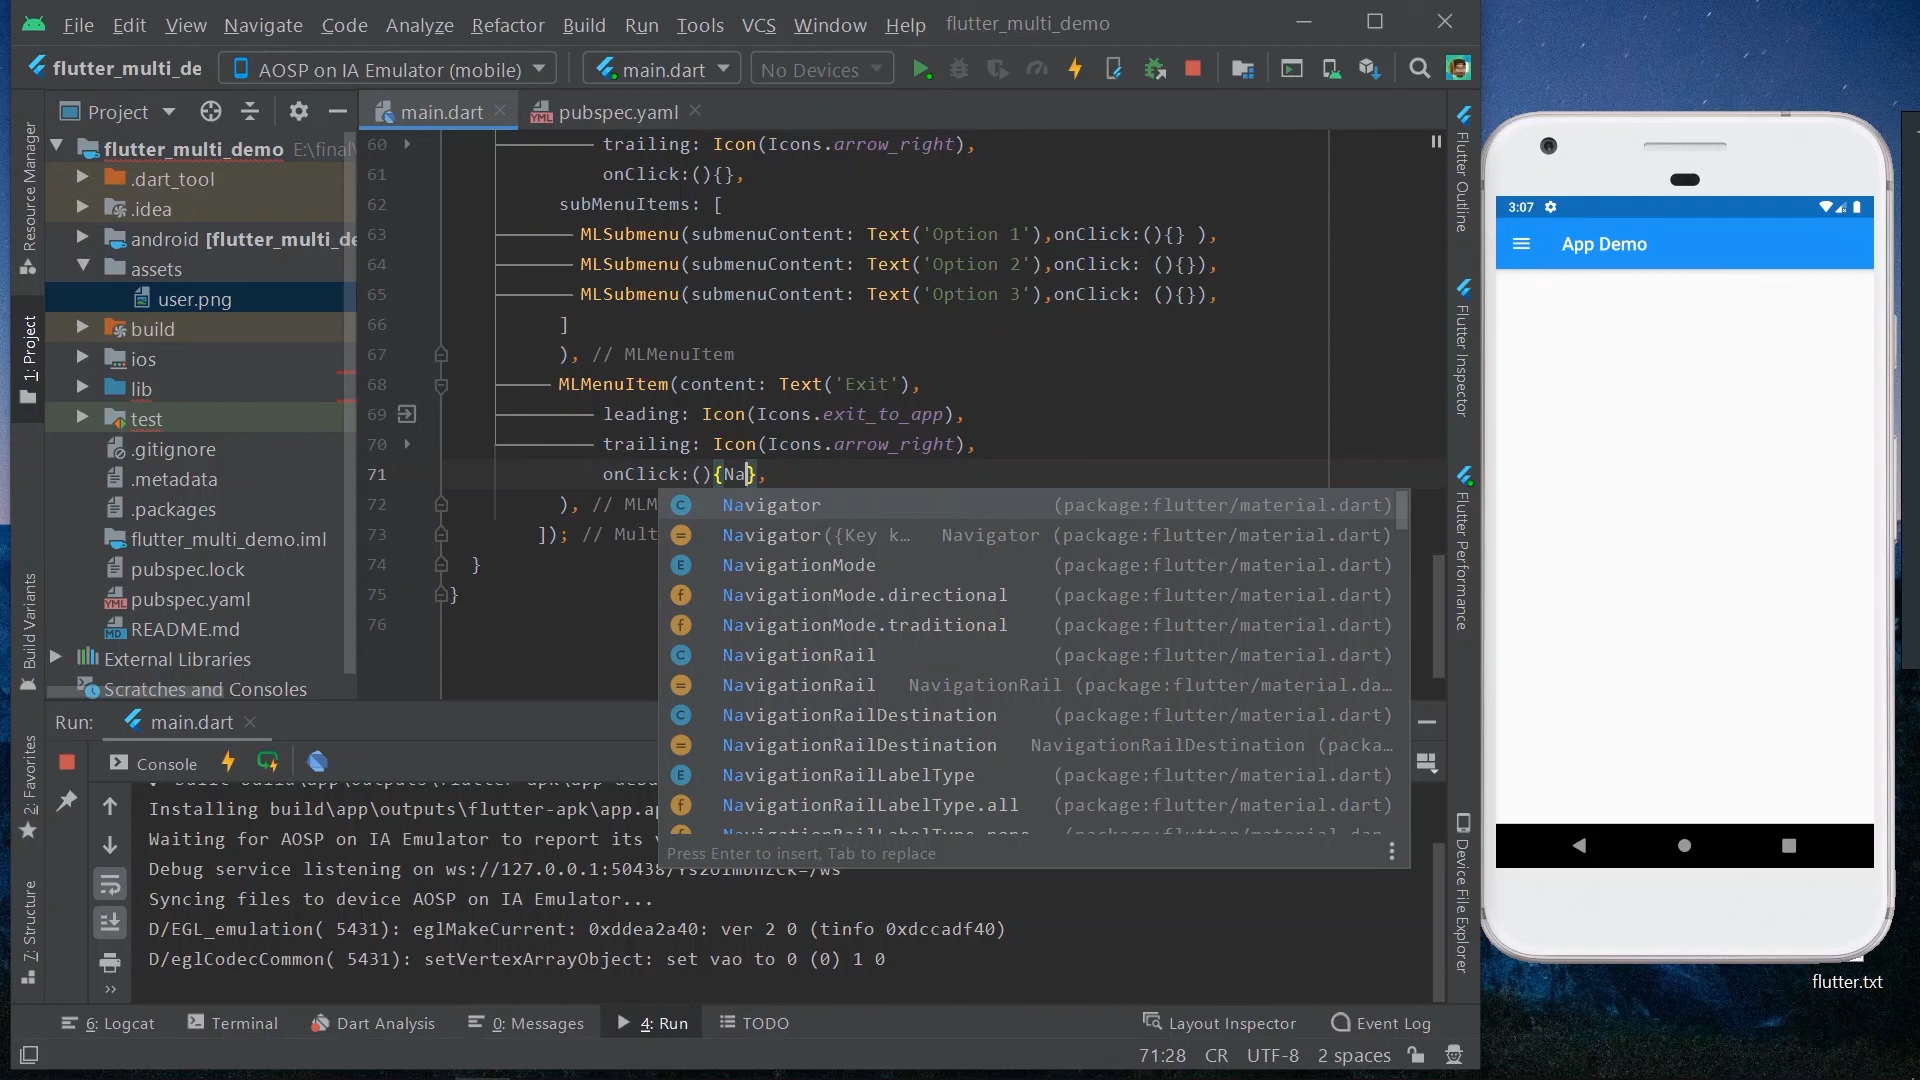 File Edit View Navigate Code Analyze Refactor Build Run Tools VCS Window Help flutter_multi_demo
flutter_multi_de AOSP on IA Emulator (mobile) main.dart No Devices
Project
main.dart
pubspec.yaml
flutter_multi_demo E:\final\
.dart_tool
.idea
android [flutter_multi_de
assets
user.png
build
ios
lib
test
.gitignore
.metadata
.packages
flutter_multi_demo.iml
pubspec.lock
pubspec.yaml
README.md
External Libraries
Scratches and Consoles
60 trailing: Icon(Icons.arrow_right),
61 onClick:(){},
62 subMenuItems: [
63 MLSubmenu(submenuContent: Text('Option 1'),onClick:(){} ),
64 MLSubmenu(submenuContent: Text('Option 2'),onClick: (){}),
65 MLSubmenu(submenuContent: Text('Option 3'),onClick: (){}),
66 ]
67 ), // MLMenuItem
68 MLMenuItem(content: Text('Exit'),
69 leading: Icon(Icons.exit_to_app),
70 trailing: Icon(Icons.arrow_right),
71 onClick:(){Na},
72 ), // MLM
73 ]); // Mult
74 }
75 }
76
Navigator (package:flutter/material.dart)
Navigator({Key k… Navigator (package:flutter/material.dart)
NavigationMode (package:flutter/material.dart)
NavigationMode.directional (package:flutter/material.dart)
NavigationMode.traditional (package:flutter/material.dart)
NavigationRail (package:flutter/material.dart)
NavigationRail NavigationRail (package:flutter/material.da…
NavigationRailDestination (package:flutter/material.dart)
NavigationRailDestination NavigationRailDestination (packa…
NavigationRailLabelType (package:flutter/material.dart)
NavigationRailLabelType.all (package:flutter/material.dart)
Press Enter to insert, Tab to replace
Resource Manager
1: Project
Build Variants
2: Favorites
7: Structure
Flutter Outline
Flutter Inspector
Flutter Performance
Device File Explorer
Run: main.dart
Console
Installing build\app\outputs\flutter-apk\app.ap
Waiting for AOSP on IA Emulator to report its v
Debug service listening on ws://127.0.0.1:50438/
Syncing files to device AOSP on IA Emulator...
D/EGL_emulation( 5431): eglMakeCurrent: 0xddea2a40: ver 2 0 (tinfo 0xdccadf40)
D/eglCodecCommon( 5431): setVertexArrayObject: set vao to 0 (0) 1 0
6: Logcat Terminal Dart Analysis 0: Messages 4: Run TODO Layout Inspector Event Log
71:28 CR UTF-8 2 spaces
3:07
App Demo
flutter.txt